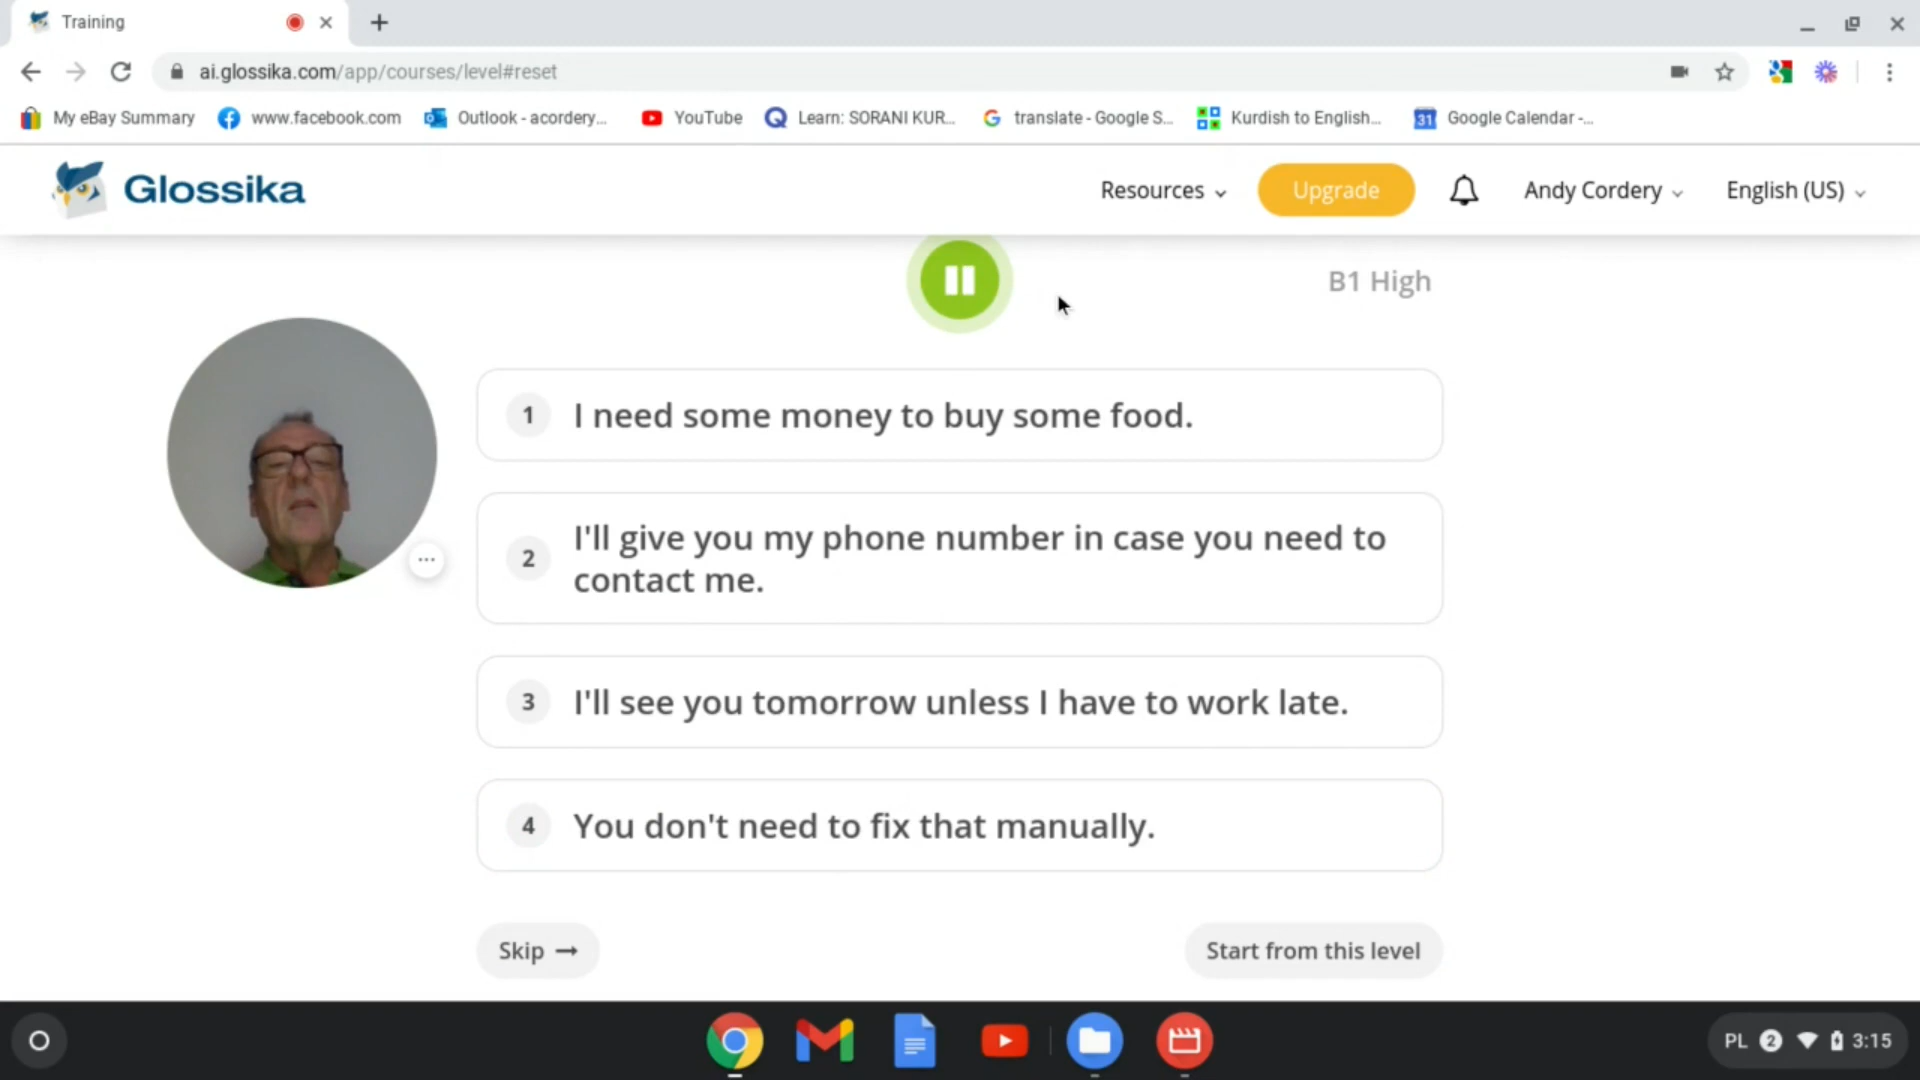 Training
ai.glossika.com/app/courses/level#reset
My eBay Summary
www.facebook.com
Outlook - acordery...
YouTube
Learn: SORANI KUR...
translate - Google S...
Kurdish to English...
31
Google Calendar -...
Glossika
Resources
Upgrade
Andy Cordery
English (US)
B1 High
1 I need some money to buy some food.
2 I'll give you my phone number in case you need to
contact me.
3 I'll see you tomorrow unless I have to work late.
4 You don't need to fix that manually.
Skip →
Start from this level
PL 2 3:15